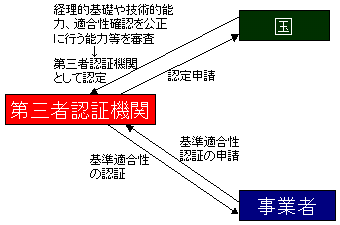 経理的基礎や技術的能
力、適合性確認を公正
に行う能力等を審査
↓
第三者認証機関
として認定
国
認定申請
第三者認証機関
基準適合性
認証の申請
基準適合性
の認証
事業者